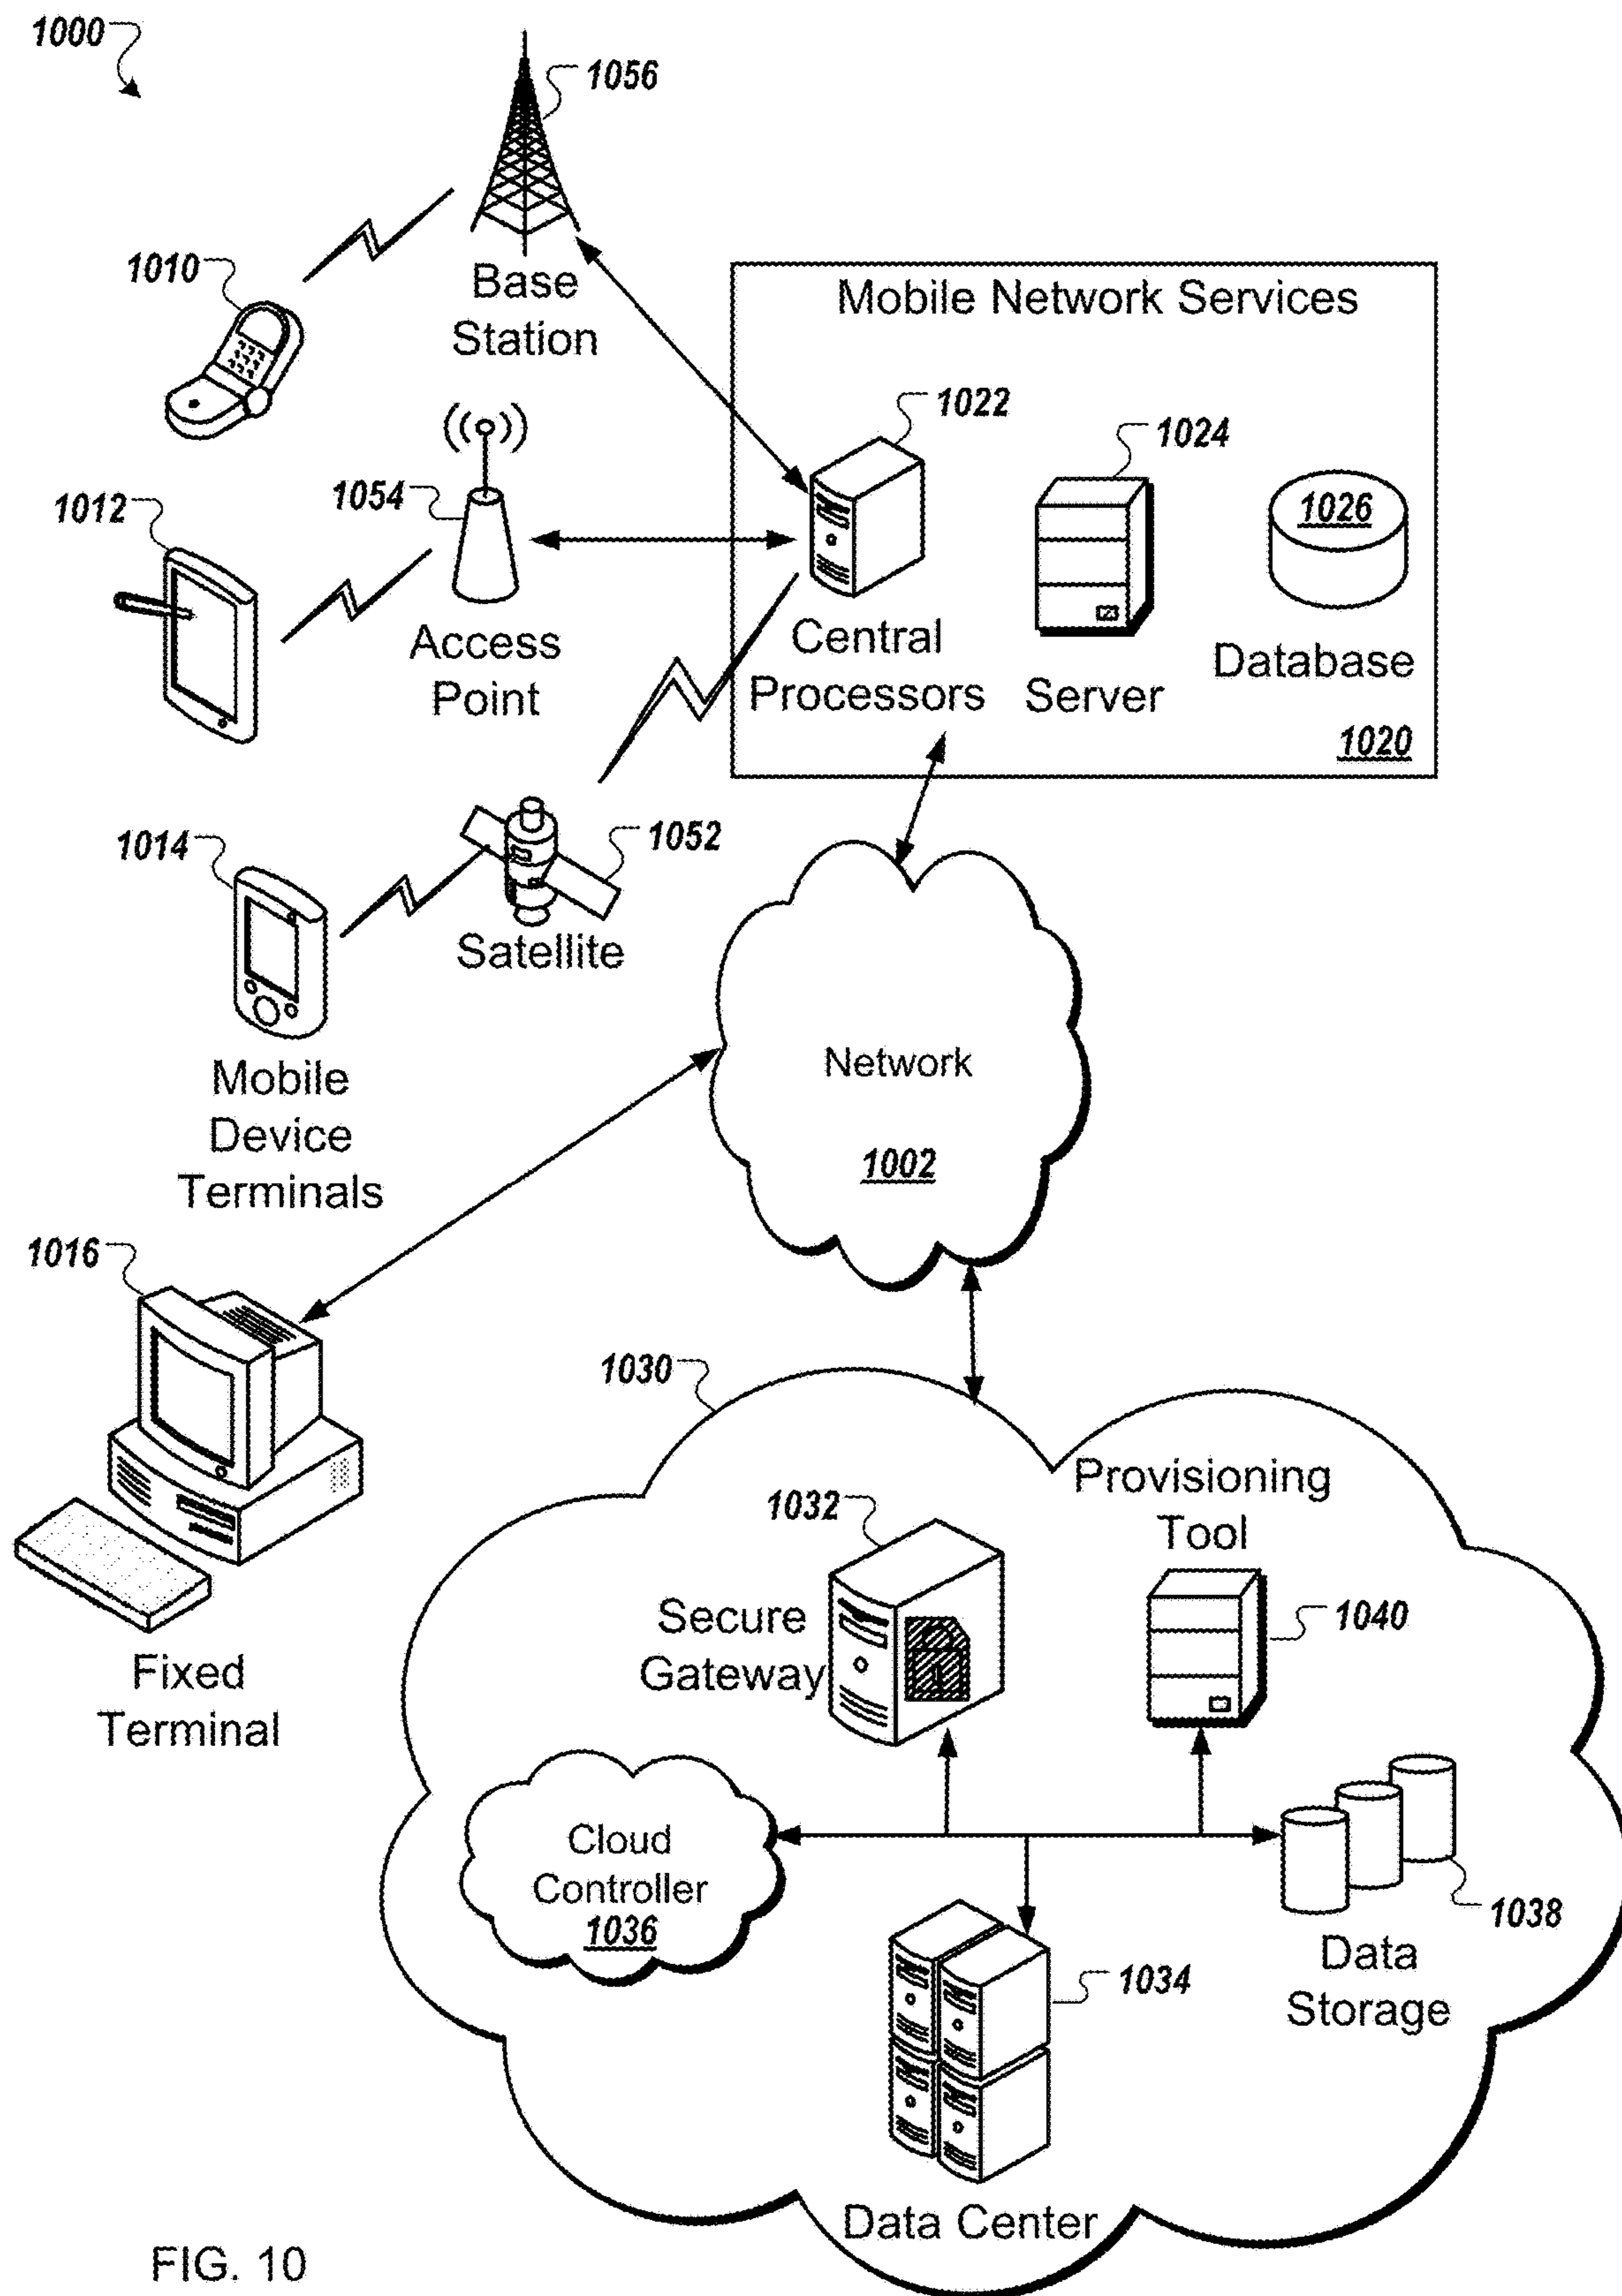 1000
1056
Base
Station
1010
Mobile Network Services
1022
1024
1026
1054
1012
Access
Point
Central
Processors
Server
Database
1020
1014
1052
Satellite
Mobile
Device
Terminals
Network
1002
1016
Fixed
Terminal
1030
Provisioning
Tool
1032
1040
Secure
Gateway
Cloud
Controller
1036
1038
Data
Storage
1034
Data Center
FIG. 10